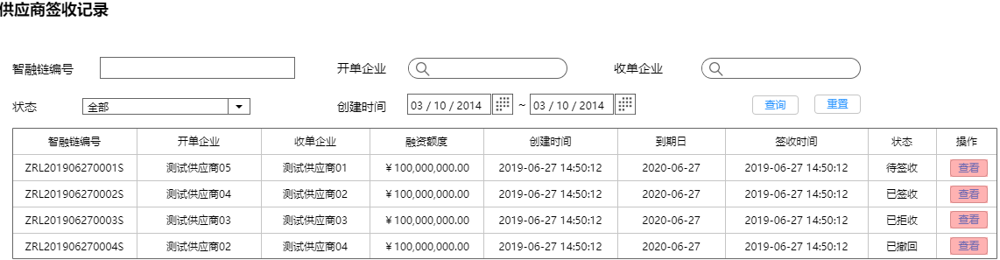 供应商签收记录
智融链编号 开单企业 收单企业
状态 全部 创建时间 03 / 10 / 2014 ~ 03 / 10 / 2014 查询 重置
智融链编号 开单企业 收单企业 融资额度 创建时间 到期日 签收时间 状态 操作
ZRL201906270001S 测试供应商05 测试供应商01 ¥100,000,000.00 2019-06-27 14:50:12 2020-06-27 2019-06-27 14:50:12 待签收 查看
ZRL201906270002S 测试供应商04 测试供应商02 ¥100,000,000.00 2019-06-27 14:50:12 2020-06-27 2019-06-27 14:50:12 已签收 查看
ZRL201906270003S 测试供应商03 测试供应商03 ¥100,000,000.00 2019-06-27 14:50:12 2020-06-27 2019-06-27 14:50:12 已拒收 查看
ZRL201906270004S 测试供应商02 测试供应商04 ¥100,000,000.00 2019-06-27 14:50:12 2020-06-27 2019-06-27 14:50:12 已撤回 查看